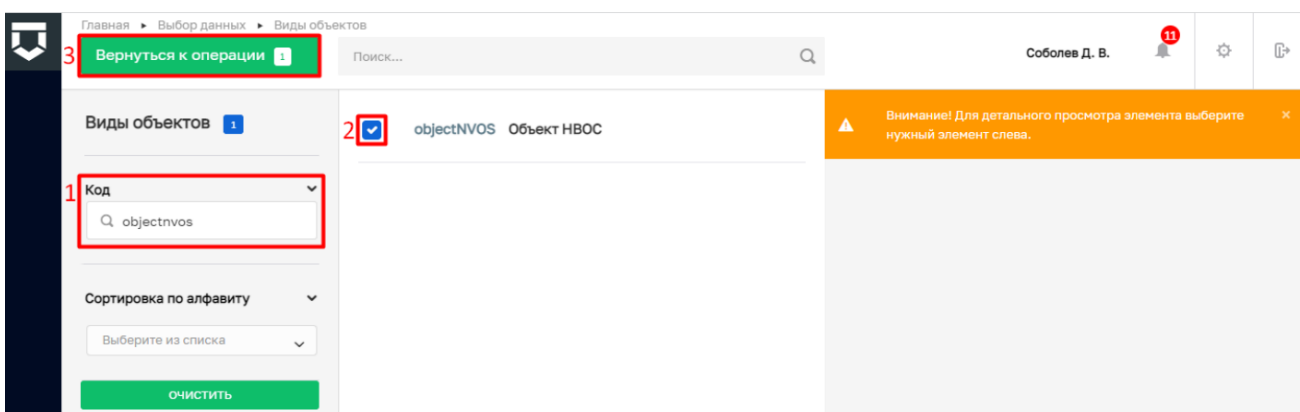 Главная ▸ Выбор данных ▸ Виды объектов
3 Вернуться к операции 1
Поиск...
Соболев Д. В.
11
Виды объектов 1
2 objectNVOS Объект НВОС
Внимание! Для детального просмотра элемента выберите
нужный элемент слева.
1 Код
objectnvos
Сортировка по алфавиту
Выберите из списка
ОЧИСТИТЬ